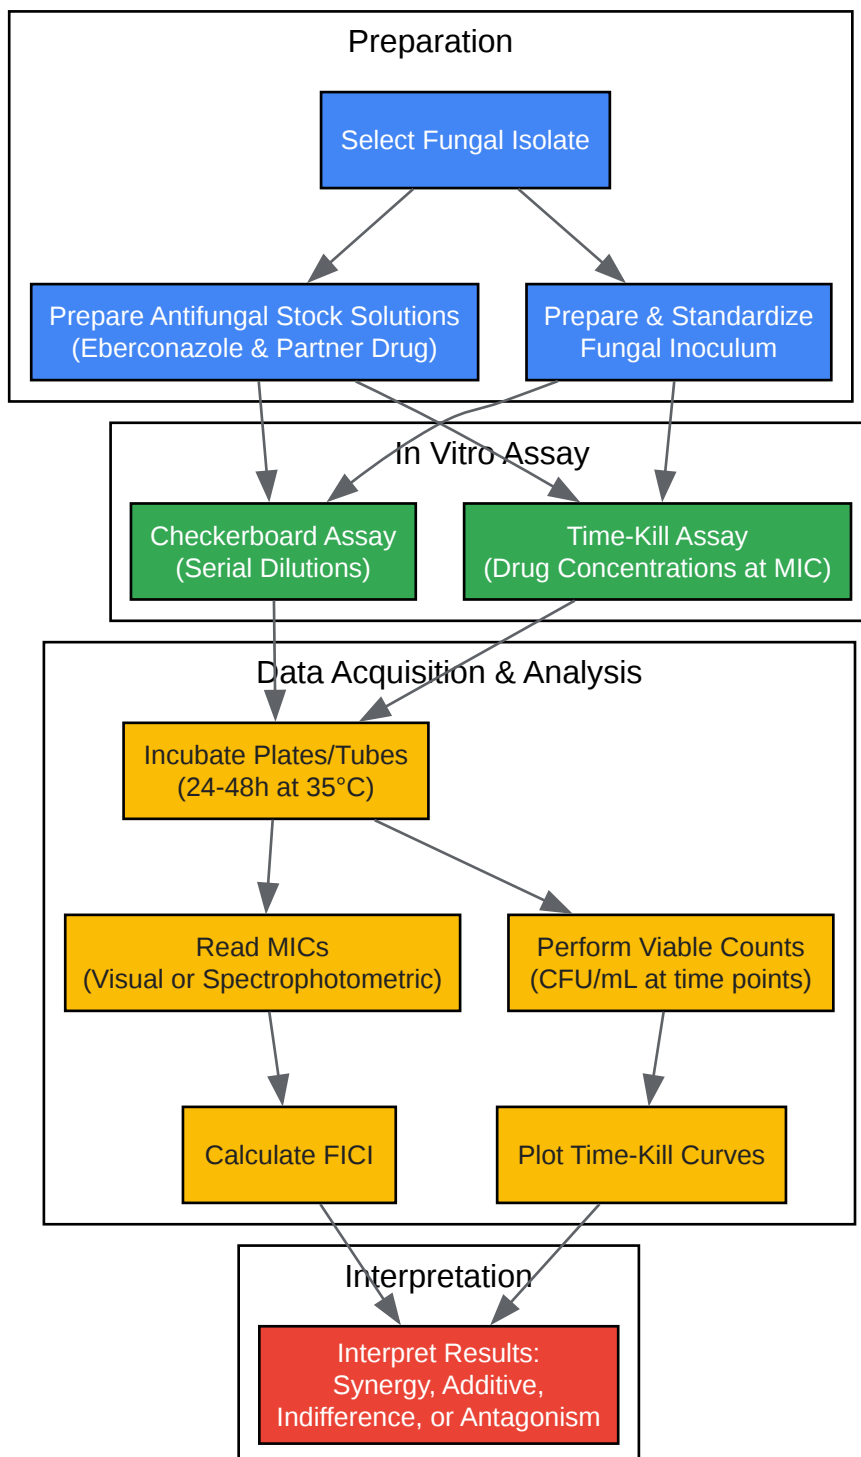 Preparation
Select Fungal Isolate
Prepare Antifungal Stock Solutions
(Eberconazole & Partner Drug)
Prepare & Standardize
Fungal Inoculum
In Vitro Assay
Checkerboard Assay
(Serial Dilutions)
Time-Kill Assay
(Drug Concentrations at MIC)
Data Acquisition & Analysis
Incubate Plates/Tubes
(24-48h at 35°C)
Read MICs
(Visual or Spectrophotometric)
Perform Viable Counts
(CFU/mL at time points)
Calculate FICI
Plot Time-Kill Curves
Interpretation
Interpret Results:
Synergy, Additive,
Indifference, or Antagonism